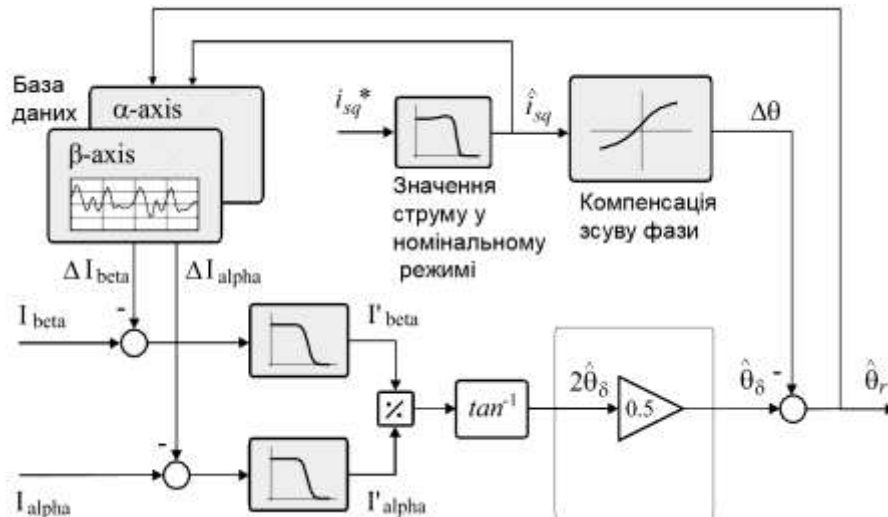 База
даних
α-axis
β-axis
i_sq*
î_sq
Δθ
Значення
струму у
номінальному
режимі
Компенсація
зсуву фази
ΔI_beta
ΔI_alpha
-
I_beta
I'_beta
-
I_alpha
I'_alpha
⁒
tan⁻¹
2θ̂_δ
0.5
θ̂_δ
-
θ̂_r